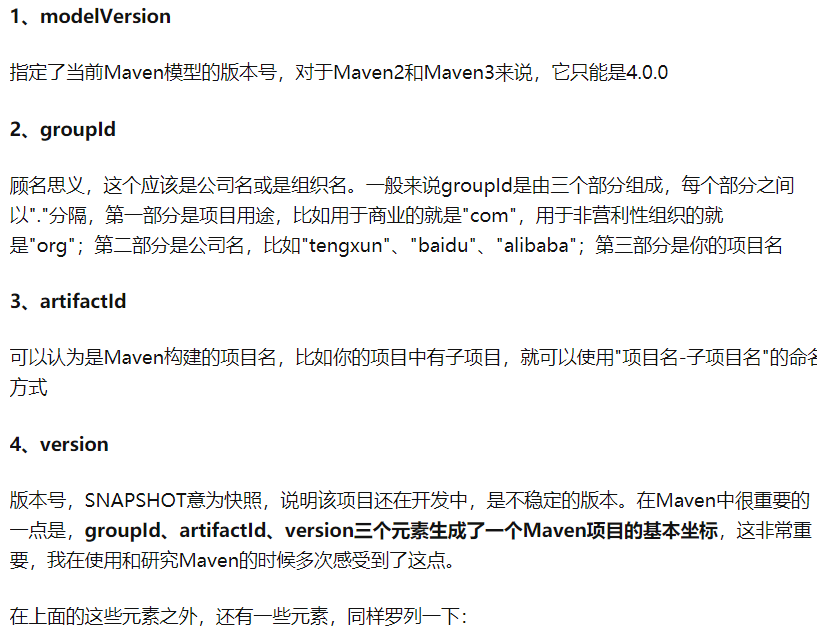 1、modelVersion
指定了当前Maven模型的版本号，对于Maven2和Maven3来说，它只能是4.0.0
2、groupId
顾名思义，这个应该是公司名或是组织名。一般来说groupId是由三个部分组成，每个部分之间
以"."分隔，第一部分是项目用途，比如用于商业的就是"com"，用于非营利性组织的就
是"org"；第二部分是公司名，比如"tengxun"、"baidu"、"alibaba"；第三部分是你的项目名
3、artifactId
可以认为是Maven构建的项目名，比如你的项目中有子项目，就可以使用"项目名-子项目名"的命名
方式
4、version
版本号，SNAPSHOT意为快照，说明该项目还在开发中，是不稳定的版本。在Maven中很重要的
一点是，groupId、artifactId、version三个元素生成了一个Maven项目的基本坐标，这非常重
要，我在使用和研究Maven的时候多次感受到了这点。
在上面的这些元素之外，还有一些元素，同样罗列一下：